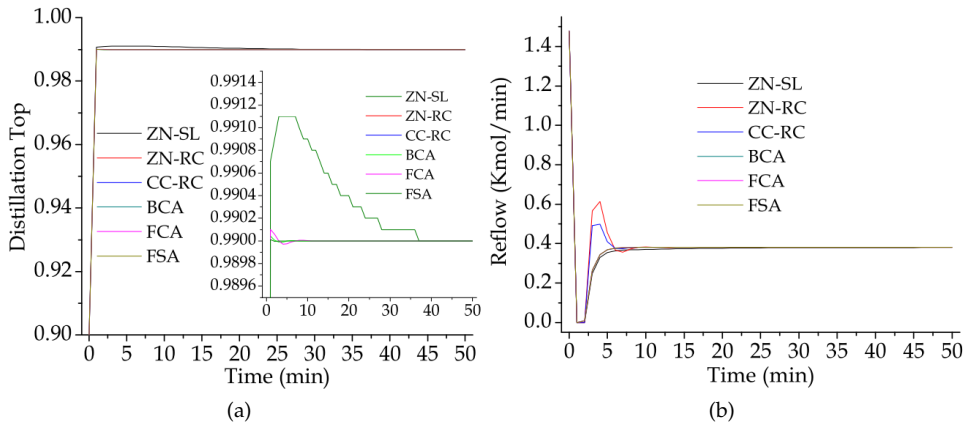 1.00
0.98
0.96
0.94
0.92
0.90
Distillation Top
ZN-SL
ZN-RC
CC-RC
BCA
FCA
FSA
0.9914
0.9912
0.9910
0.9908
0.9906
0.9904
0.9902
0.9900
0.9898
0.9896
ZN-SL
ZN-RC
CC-RC
BCA
FCA
FSA
0 10 20 30 40 50
0 5 10 15 20 25 30 35 40 45 50
Time (min)
(a)
1.4
1.2
1.0
0.8
0.6
0.4
0.2
0.0
Reflow (Kmol/min)
ZN-SL
ZN-RC
CC-RC
BCA
FCA
FSA
0 5 10 15 20 25 30 35 40 45 50
Time (min)
(b)